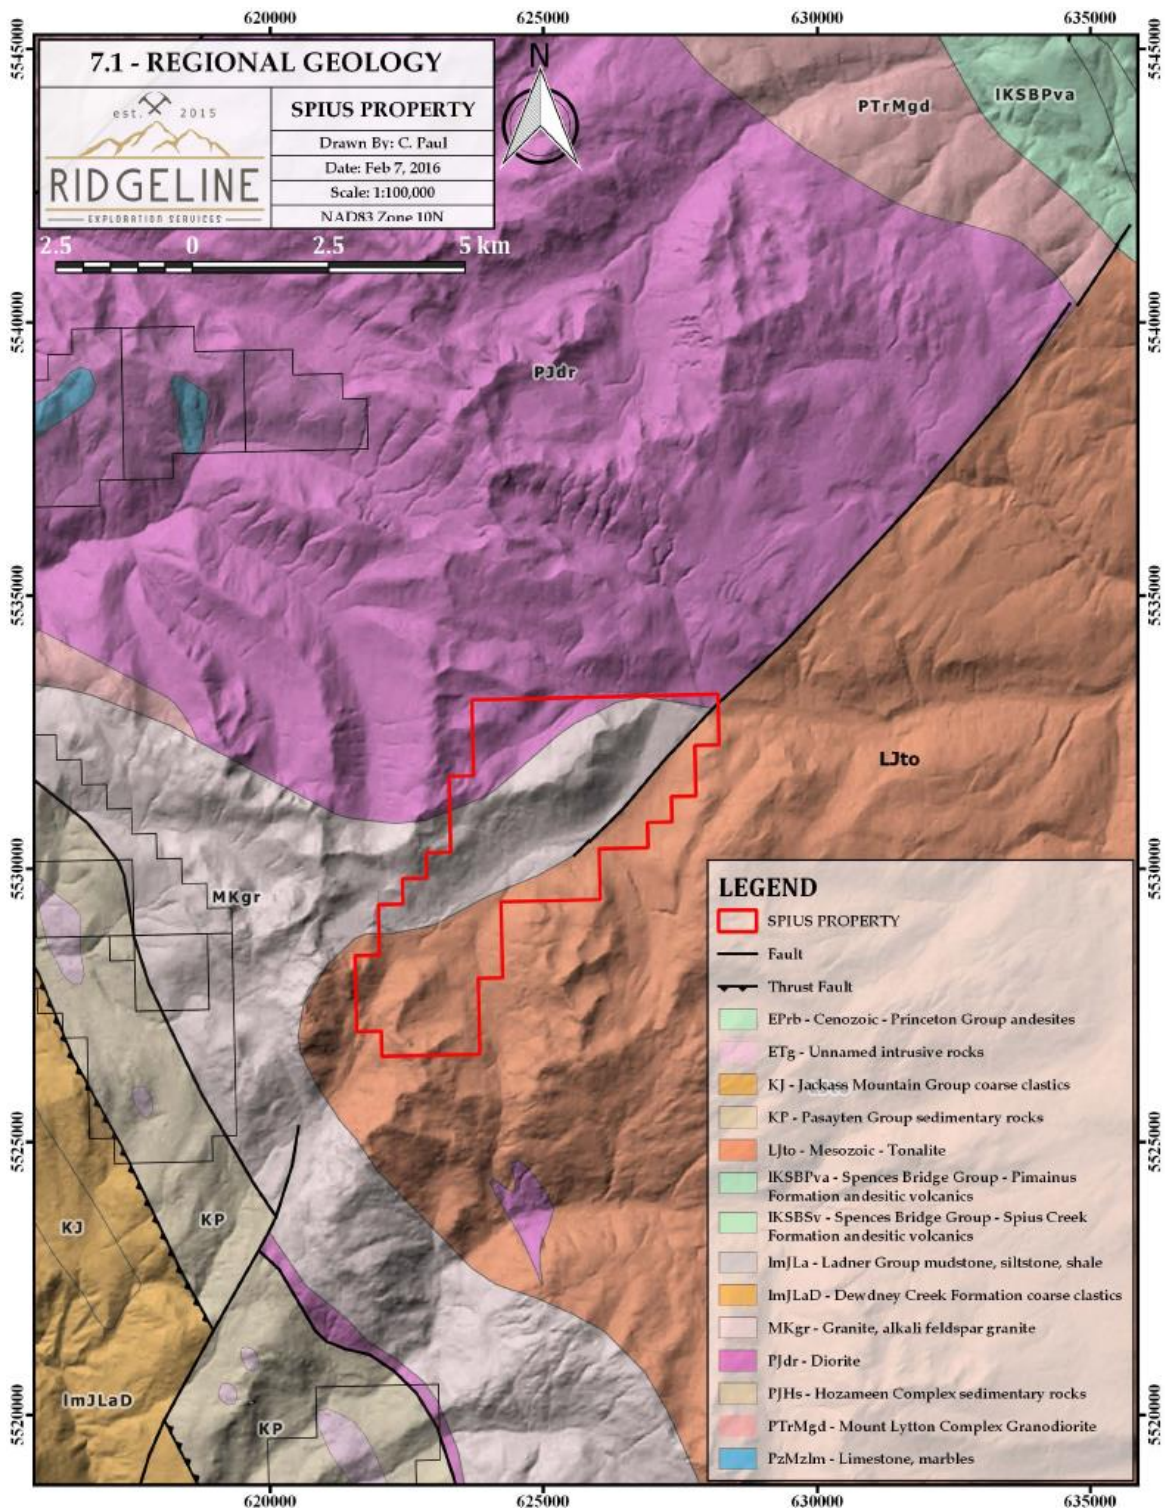 620000 625000 630000 635000
7.1 - REGIONAL GEOLOGY
est. 2015
RIDGELINE
EXPLORATION SERVICES
SPIUS PROPERTY
Drawn By: C. Paul
Date: Feb 7, 2016
Scale: 1:100,000
NAD83 Zone 10N
N
2.5 0 2.5 5 km
5545000 5545000
PTrMgd
IKSBPva
5540000 5540000
PJdr
5535000 5535000
LJto
5530000 5530000
MKgr
LEGEND
SPIUS PROPERTY
Fault
Thrust Fault
EPrb - Cenozoic - Princeton Group andesites
ETg - Unnamed intrusive rocks
KJ - Jackass Mountain Group coarse clastics
KP - Pasayten Group sedimentary rocks
LJto - Mesozoic - Tonalite
IKSBPva - Spences Bridge Group - Pimainus
Formation andesitic volcanics
IKSBSv - Spences Bridge Group - Spius Creek
Formation andesitic volcanics
ImJLa - Ladner Group mudstone, siltstone, shale
ImJLaD - Dewdney Creek Formation coarse clastics
MKgr - Granite, alkali feldspar granite
PJdr - Diorite
PJHs - Hozameen Complex sedimentary rocks
PTrMgd - Mount Lytton Complex Granodiorite
PzMzlm - Limestone, marbles
5525000 5525000
KJ
KP
ImJLaD
KP
5520000 5520000
620000 625000 630000 635000